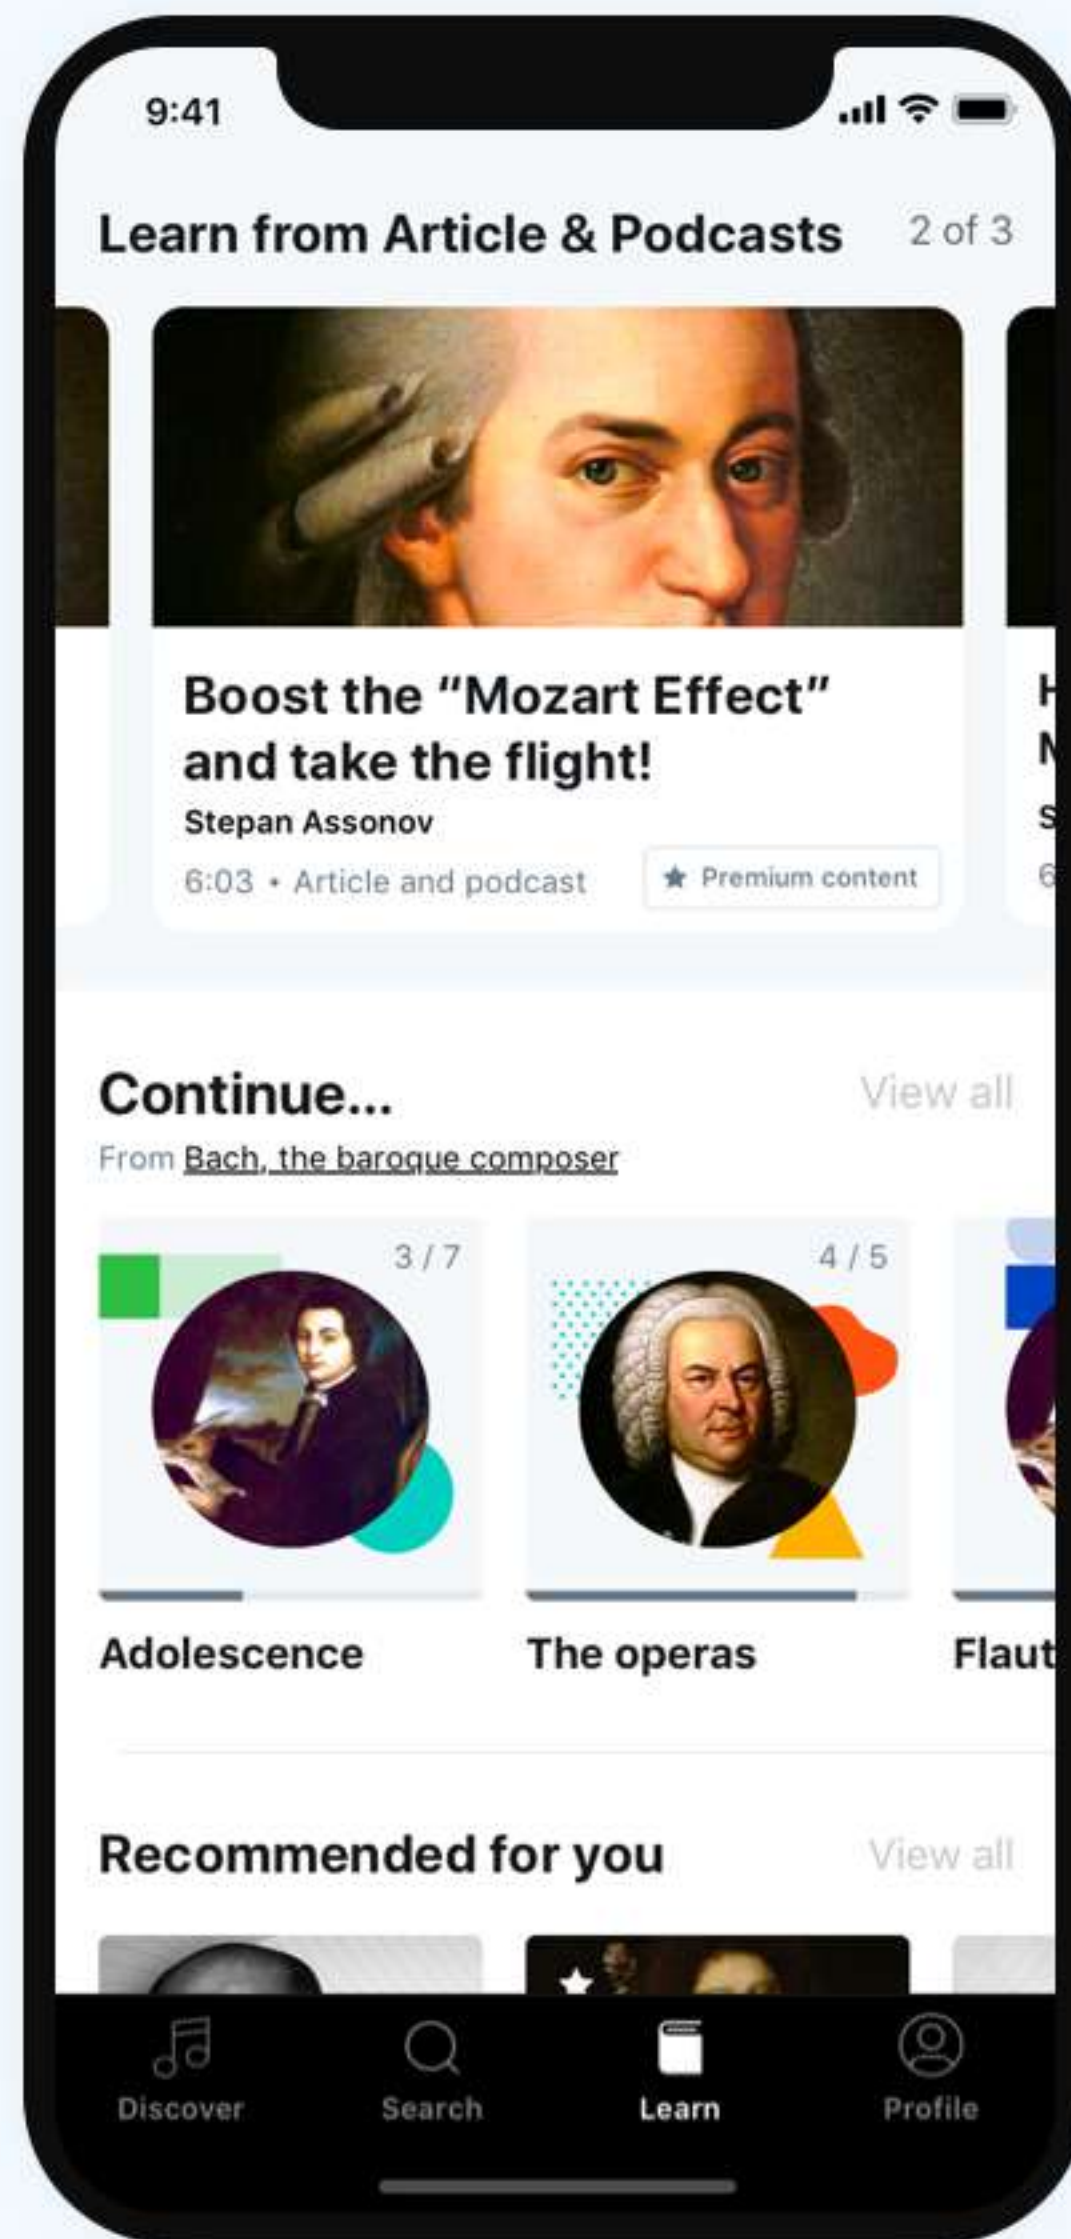 9:41
Learn from Article & Podcasts
2 of 3
Boost the “Mozart Effect”
and take the flight!
Stepan Assonov
6:03 • Article and podcast
Premium content
Continue...
View all
From Bach, the baroque composer
3 / 7
4 / 5
Adolescence
The operas
Flaut
Recommended for you
View all
Discover
Search
Learn
Profile